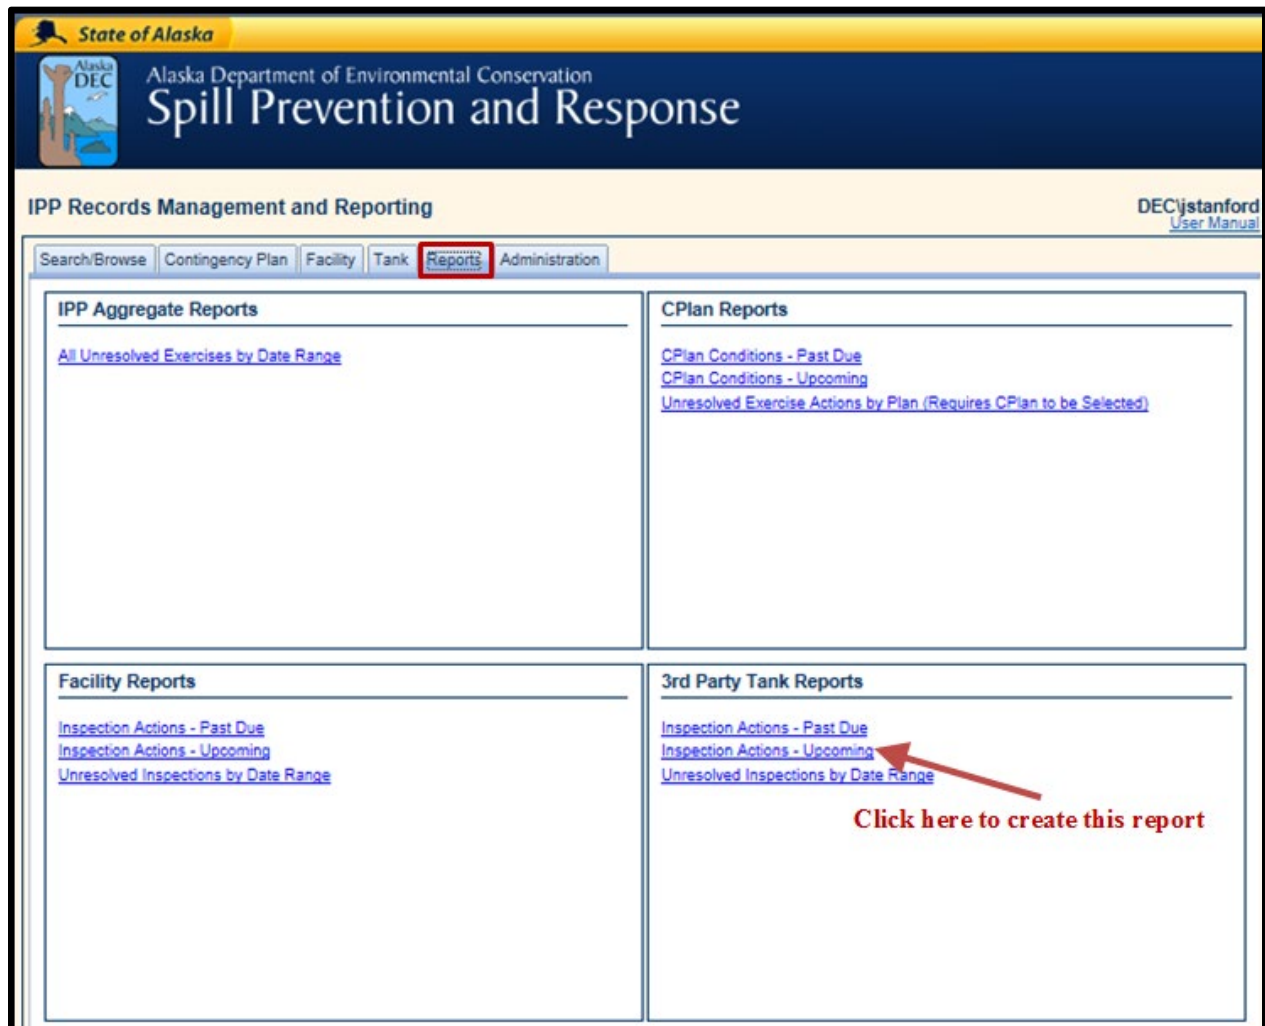 State of Alaska
Alaska
DEC
Alaska Department of Environmental Conservation
Spill Prevention and Response
IPP Records Management and Reporting
DEC\jstanford
User Manual
Search/Browse Contingency Plan Facility Tank Reports Administration
IPP Aggregate Reports
All Unresolved Exercises by Date Range
CPlan Reports
CPlan Conditions - Past Due
CPlan Conditions - Upcoming
Unresolved Exercise Actions by Plan (Requires CPlan to be Selected)
Facility Reports
Inspection Actions - Past Due
Inspection Actions - Upcoming
Unresolved Inspections by Date Range
3rd Party Tank Reports
Inspection Actions - Past Due
Inspection Actions - Upcoming
Unresolved Inspections by Date Range
Click here to create this report